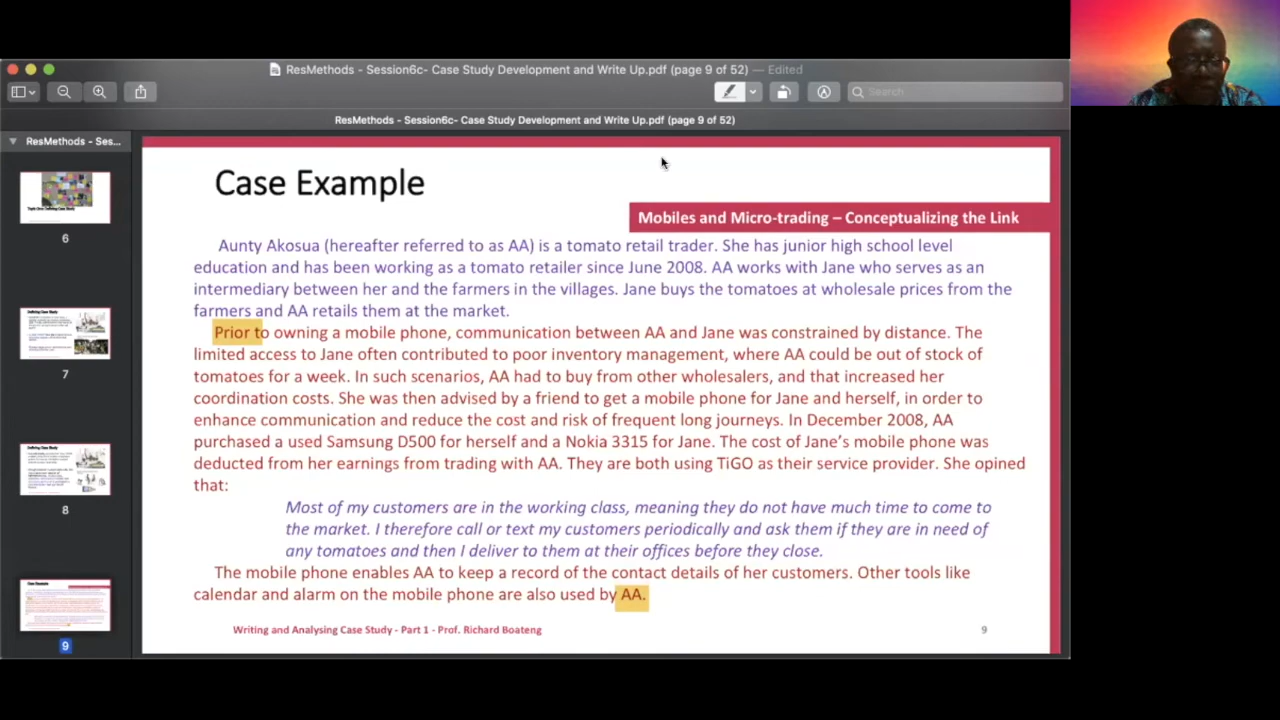 ResMethods - Session6c- Case Study Development and Write Up.pdf (page 9 of 52) — Edited
Search
ResMethods - Session6c- Case Study Development and Write Up.pdf (page 9 of 52)
ResMethods - Ses...
6
Defining Case Study
7
Defining Case Study
8
Case Example
9
Case Example
Mobiles and Micro-trading – Conceptualizing the Link
Aunty Akosua (hereafter referred to as AA) is a tomato retail trader. She has junior high school level
education and has been working as a tomato retailer since June 2008. AA works with Jane who serves as an
intermediary between her and the farmers in the villages. Jane buys the tomatoes at wholesale prices from the
farmers and AA retails them at the market.
Prior to owning a mobile phone, communication between AA and Jane is constrained by distance. The
limited access to Jane often contributed to poor inventory management, where AA could be out of stock of
tomatoes for a week. In such scenarios, AA had to buy from other wholesalers, and that increased her
coordination costs. She was then advised by a friend to get a mobile phone for Jane and herself, in order to
enhance communication and reduce the cost and risk of frequent long journeys. In December 2008, AA
purchased a used Samsung D500 for herself and a Nokia 3315 for Jane. The cost of Jane's mobile phone was
deducted from her earnings from trading with AA. They are both using TiGO as their service provider. She opined
that:
Most of my customers are in the working class, meaning they do not have much time to come to
the market. I therefore call or text my customers periodically and ask them if they are in need of
any tomatoes and then I deliver to them at their offices before they close.
The mobile phone enables AA to keep a record of the contact details of her customers. Other tools like
calendar and alarm on the mobile phone are also used by AA.
Writing and Analysing Case Study - Part 1 - Prof. Richard Boateng
9